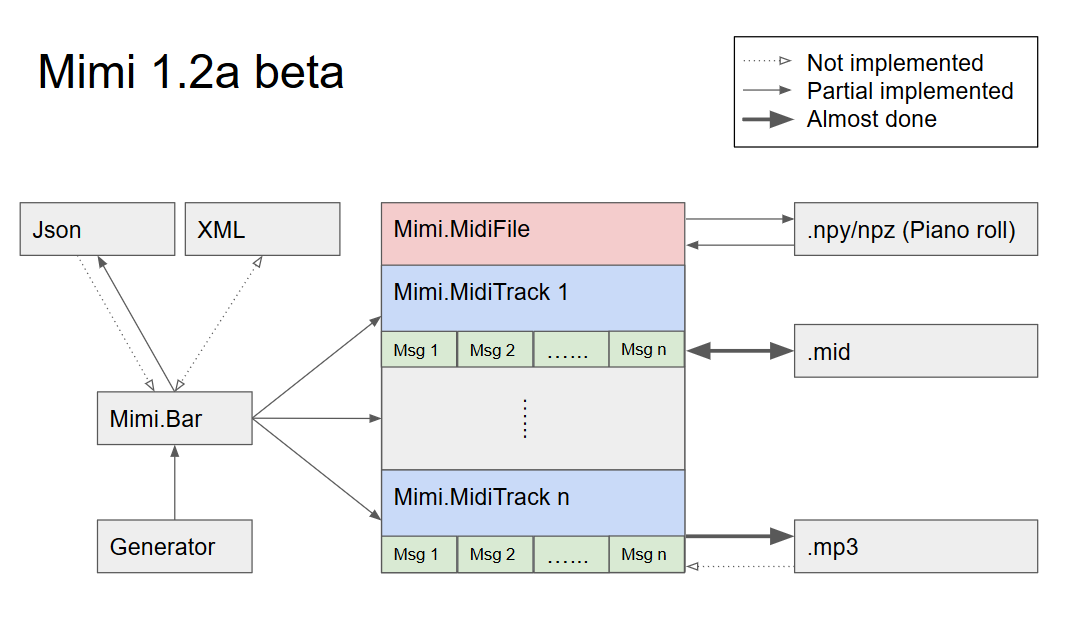 Mimi 1.2a beta
Not implemented
Partial implemented
Almost done
Json
XML
Mimi.MidiFile
.npy/npz (Piano roll)
Mimi.MidiTrack 1
Msg 1
Msg 2
......
Msg n
.mid
Mimi.Bar
Mimi.MidiTrack n
Generator
Msg 1
Msg 2
......
Msg n
.mp3